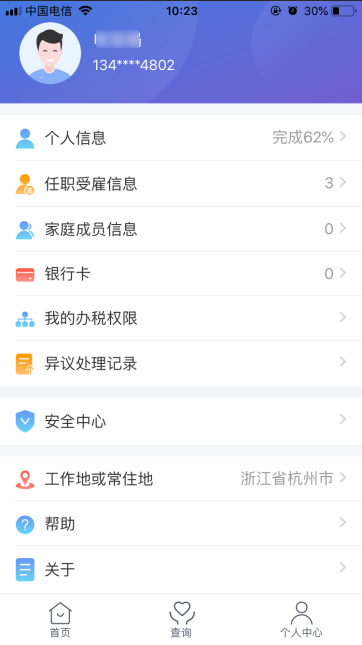 中国电信 10:23 30%
134****4802
个人信息 完成62%
任职受雇信息 3
家庭成员信息 0
银行卡 0
我的办税权限
异议处理记录
安全中心
工作地或常住地 浙江省杭州市
帮助
关于
首页 查询 个人中心